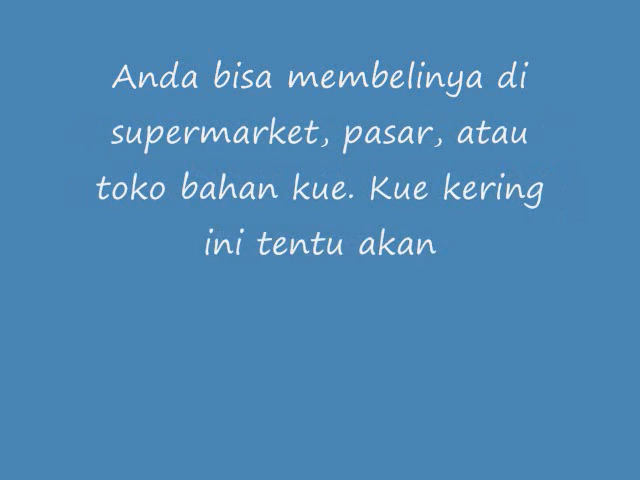 Anda bisa membelinya di
supermarket, pasar, atau
toko bahan kue. Kue kering
ini tentu akan